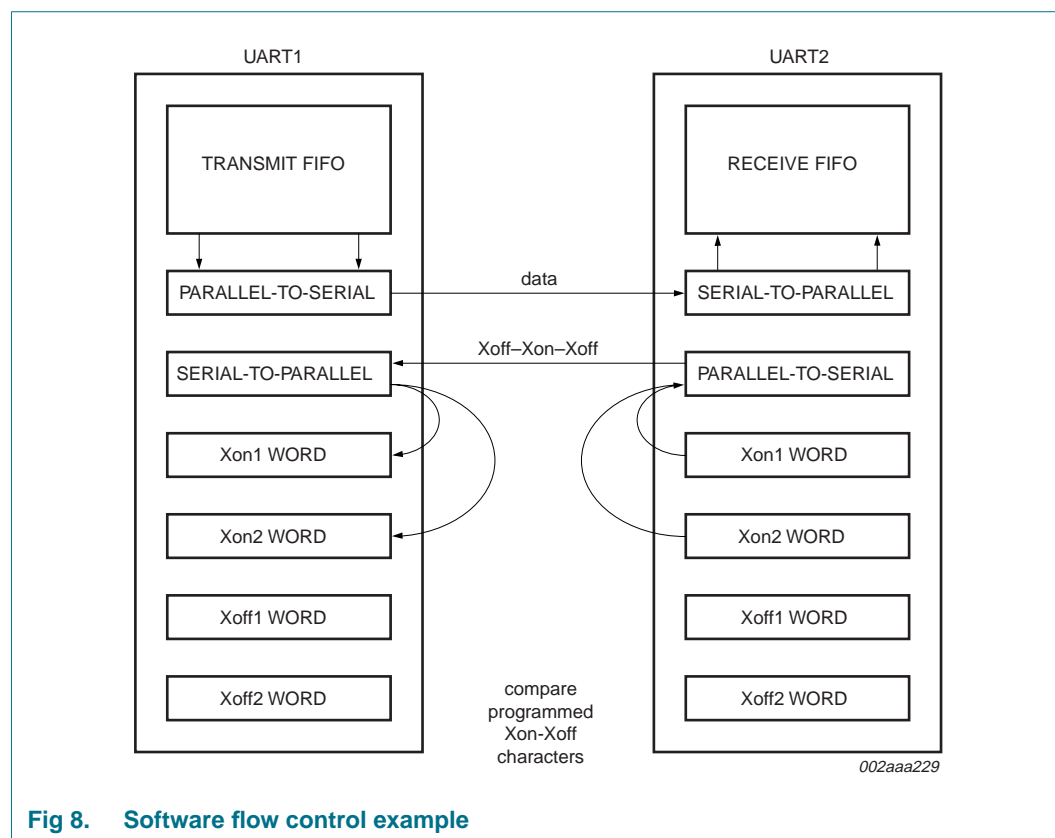 UART1
UART2
TRANSMIT FIFO
RECEIVE FIFO
PARALLEL-TO-SERIAL
data
SERIAL-TO-PARALLEL
Xoff–Xon–Xoff
SERIAL-TO-PARALLEL
PARALLEL-TO-SERIAL
Xon1 WORD
Xon1 WORD
Xon2 WORD
Xon2 WORD
Xoff1 WORD
Xoff1 WORD
Xoff2 WORD
Xoff2 WORD
compare
programmed
Xon-Xoff
characters
002aaa229
Fig 8. Software flow control example